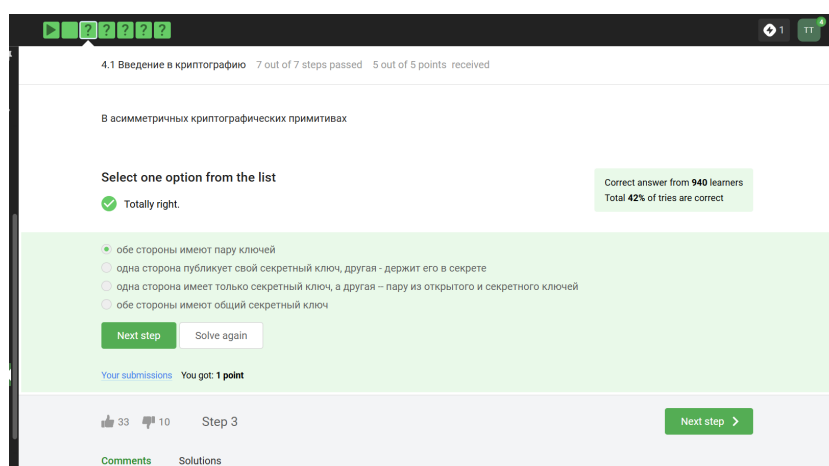 ? ? ? ? ?
1 TT 4
4.1 Введение в криптографию 7 out of 7 steps passed 5 out of 5 points received
В асимметричных криптографических примитивах
Select one option from the list
Totally right.
Correct answer from 940 learners
Total 42% of tries are correct
обе стороны имеют пару ключей
одна сторона публикует свой секретный ключ, другая - держит его в секрете
одна сторона имеет только секретный ключ, а другая – пару из открытого и секретного ключей
обе стороны имеют общий секретный ключ
Next step Solve again
Your submissions You got: 1 point
33 10 Step 3 Next step
Comments Solutions